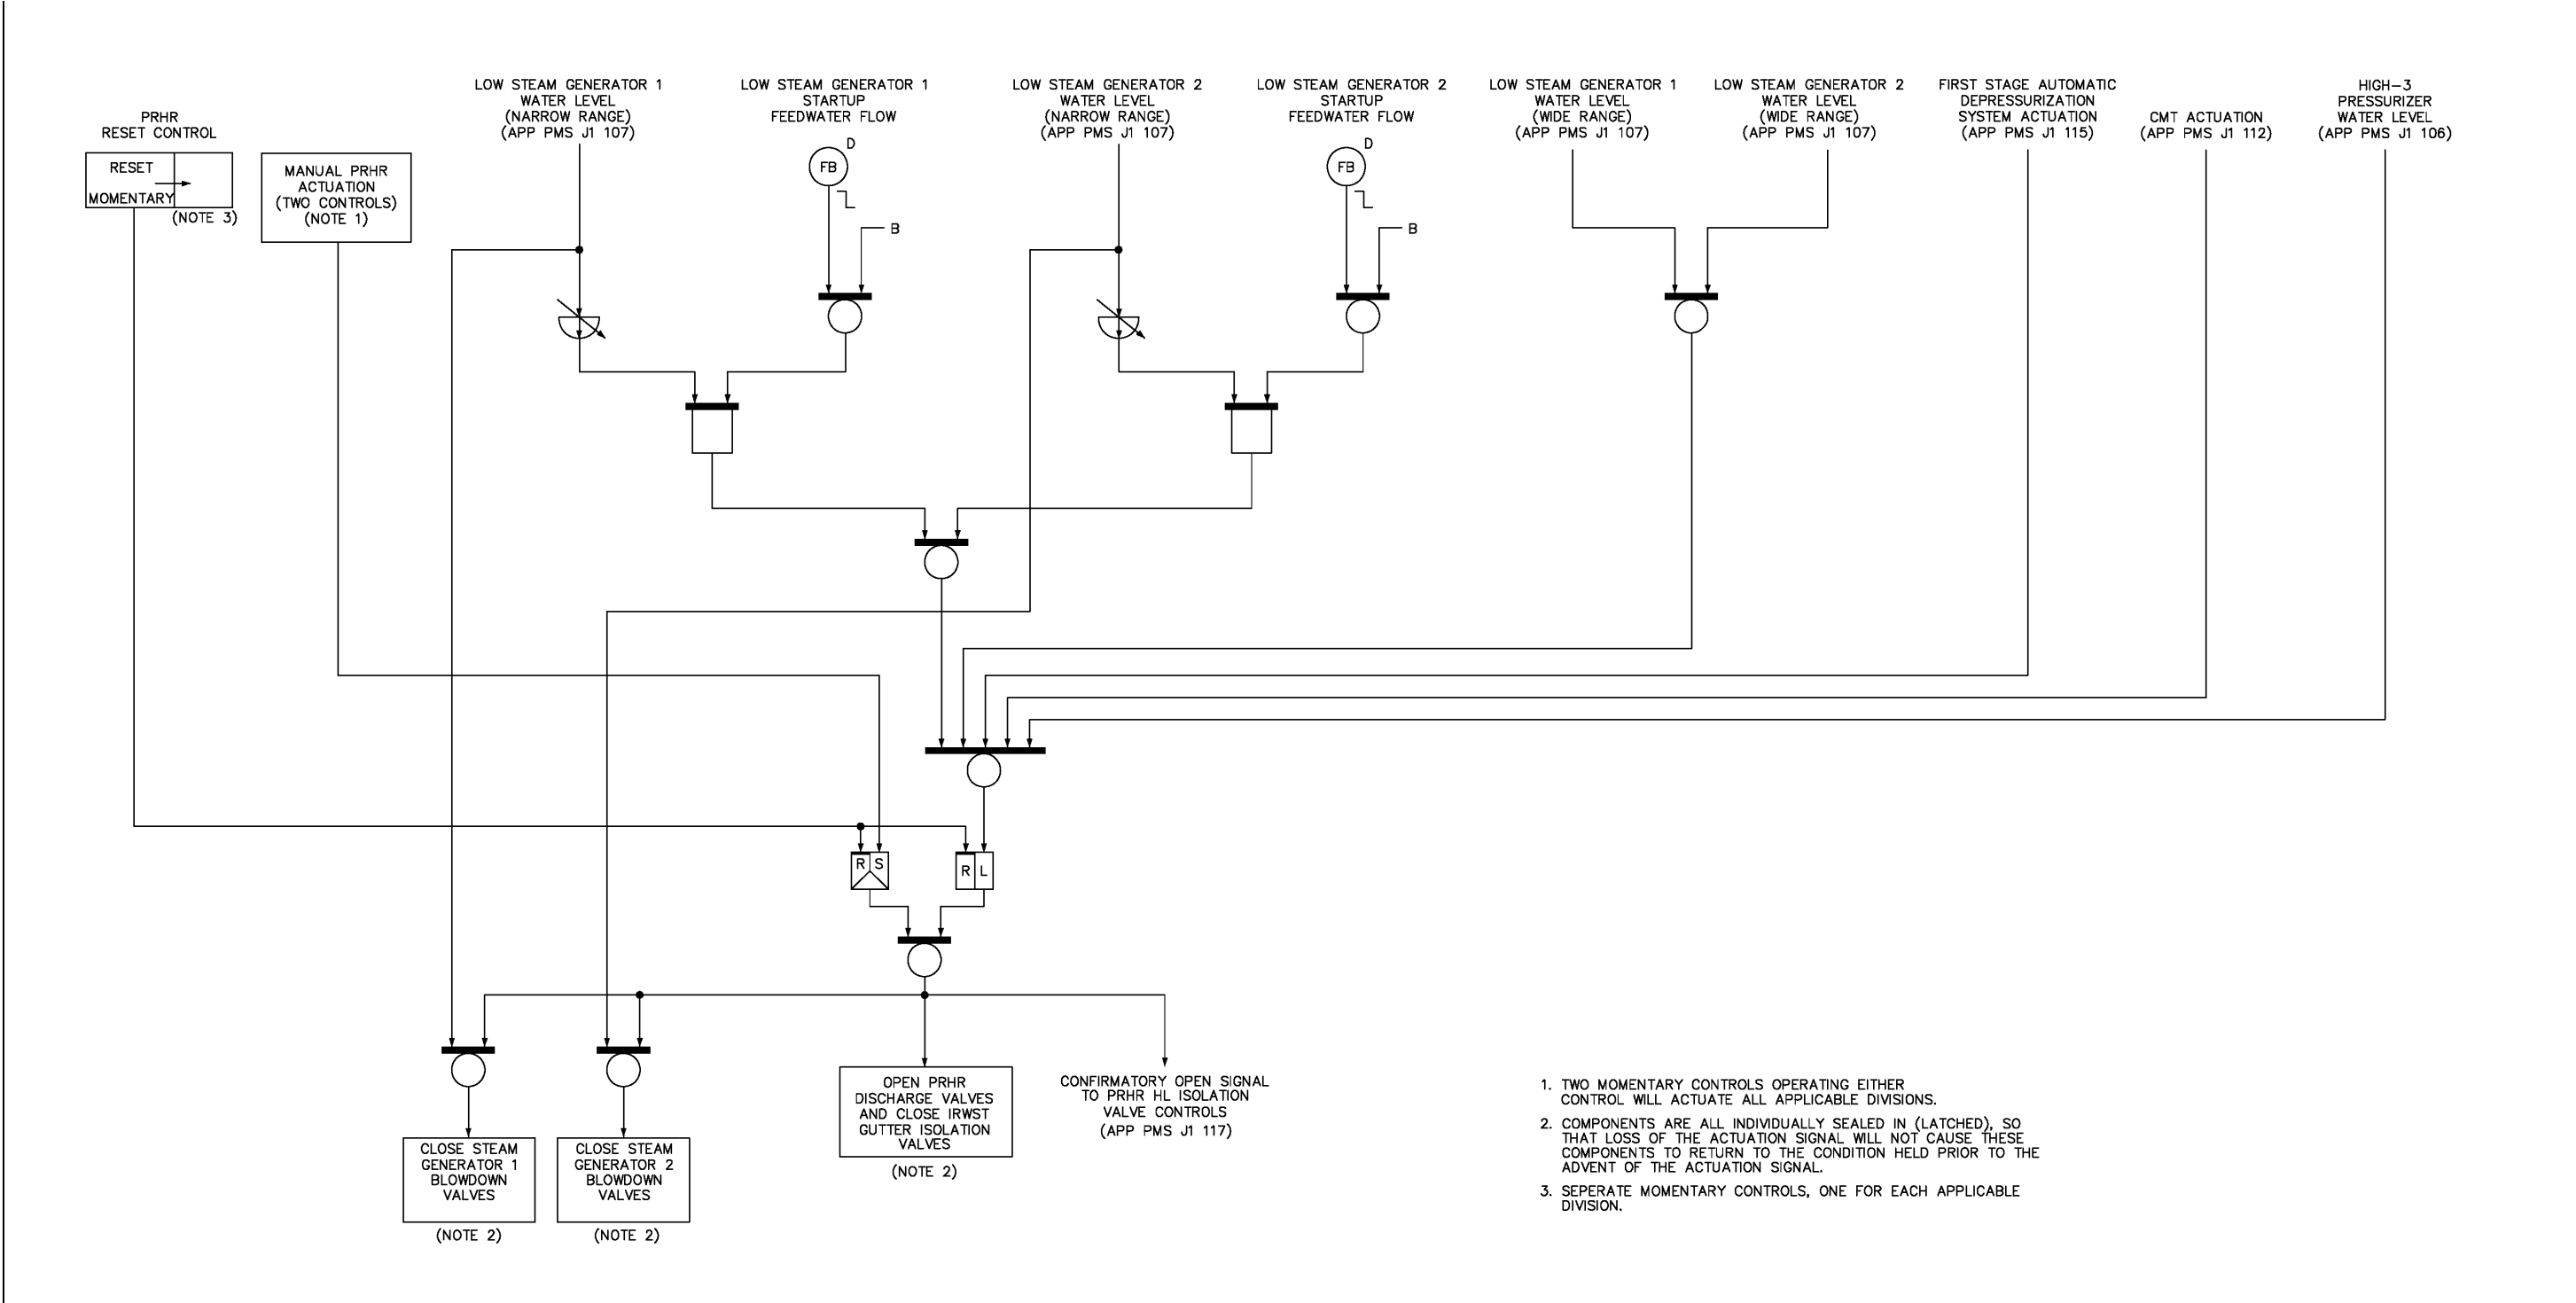 PRHR
RESET CONTROL
RESET
MOMENTARY
(NOTE 3)
MANUAL PRHR
ACTUATION
(TWO CONTROLS)
(NOTE 1)
LOW STEAM GENERATOR 1
WATER LEVEL
(NARROW RANGE)
(APP PMS J1 107)
LOW STEAM GENERATOR 1
STARTUP
FEEDWATER FLOW
D
FB
B
LOW STEAM GENERATOR 2
WATER LEVEL
(NARROW RANGE)
(APP PMS J1 107)
LOW STEAM GENERATOR 2
STARTUP
FEEDWATER FLOW
D
FB
B
LOW STEAM GENERATOR 1
WATER LEVEL
(WIDE RANGE)
(APP PMS J1 107)
LOW STEAM GENERATOR 2
WATER LEVEL
(WIDE RANGE)
(APP PMS J1 107)
FIRST STAGE AUTOMATIC
DEPRESSURIZATION
SYSTEM ACTUATION
(APP PMS J1 115)
CMT ACTUATION
(APP PMS J1 112)
HIGH-3
PRESSURIZER
WATER LEVEL
(APP PMS J1 106)
R S
R L
CLOSE STEAM
GENERATOR 1
BLOWDOWN
VALVES
(NOTE 2)
CLOSE STEAM
GENERATOR 2
BLOWDOWN
VALVES
(NOTE 2)
OPEN PRHR
DISCHARGE VALVES
AND CLOSE IRWST
GUTTER ISOLATION
VALVES
(NOTE 2)
CONFIRMATORY OPEN SIGNAL
TO PRHR HL ISOLATION
VALVE CONTROLS
(APP PMS J1 117)
1. TWO MOMENTARY CONTROLS OPERATING EITHER
CONTROL WILL ACTUATE ALL APPLICABLE DIVISIONS.
2. COMPONENTS ARE ALL INDIVIDUALLY SEALED IN (LATCHED), SO
THAT LOSS OF THE ACTUATION SIGNAL WILL NOT CAUSE THESE
COMPONENTS TO RETURN TO THE CONDITION HELD PRIOR TO THE
ADVENT OF THE ACTUATION SIGNAL.
3. SEPERATE MOMENTARY CONTROLS, ONE FOR EACH APPLICABLE
DIVISION.